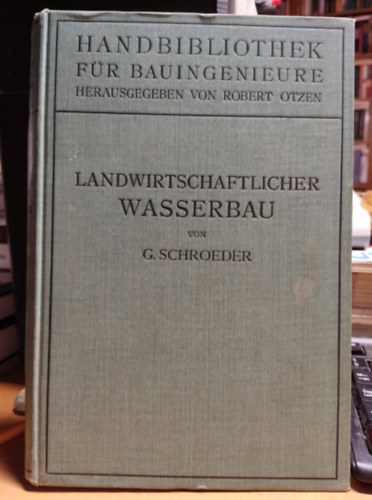 HANDBIBLIOTHEK
FÜR BAUINGENIEURE
HERAUSGEGEBEN VON ROBERT OTZEN
LANDWIRTSCHAFTLICHER
WASSERBAU
VON
G. SCHROEDER